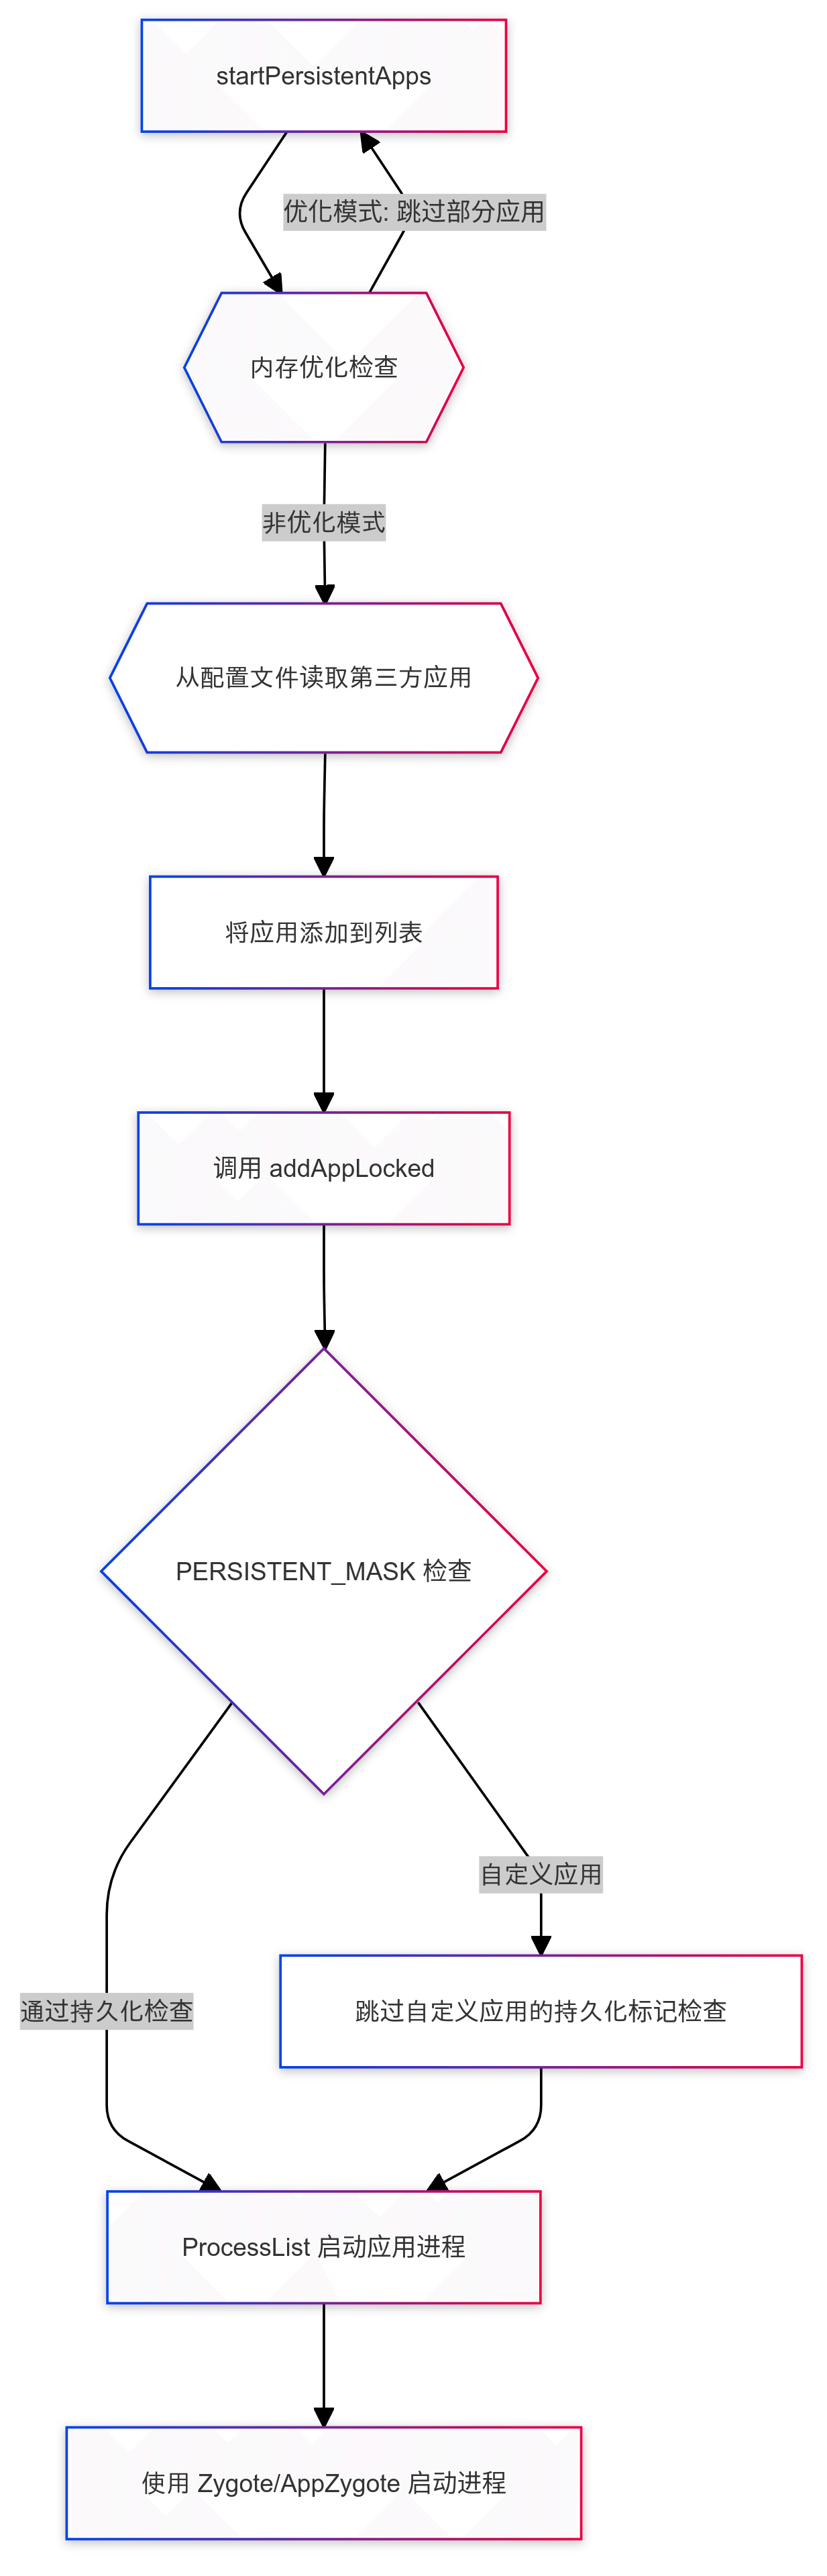 startPersistentApps
优化模式: 跳过部分应用
内存优化检查
非优化模式
从配置文件读取第三方应用
将应用添加到列表
调用 addAppLocked
PERSISTENT_MASK 检查
自定义应用
通过持久化检查
跳过自定义应用的持久化标记检查
ProcessList 启动应用进程
使用 Zygote/AppZygote 启动进程